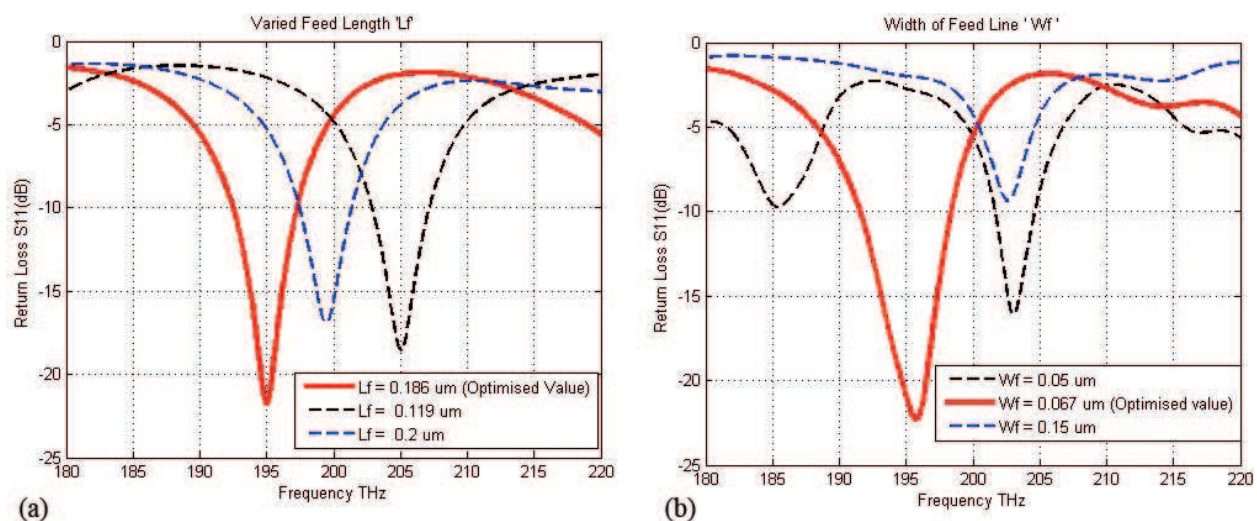 Varied Feed Length 'Lf'
0
-5
-10
-15
-20
-25
Return Loss S11(dB)
180 185 190 195 200 205 210 215 220
Frequency THz
Lf = 0.186 um (Optimised Value)
Lf = 0.119 um
Lf = 0.2 um
(a)
Width of Feed Line ' Wf '
0
-5
-10
-15
-20
-25
Return Loss S11(dB)
180 185 190 195 200 205 210 215 220
Frequency THz
Wf = 0.05 um
Wf = 0.067 um (Optimised value)
Wf = 0.15 um
(b)